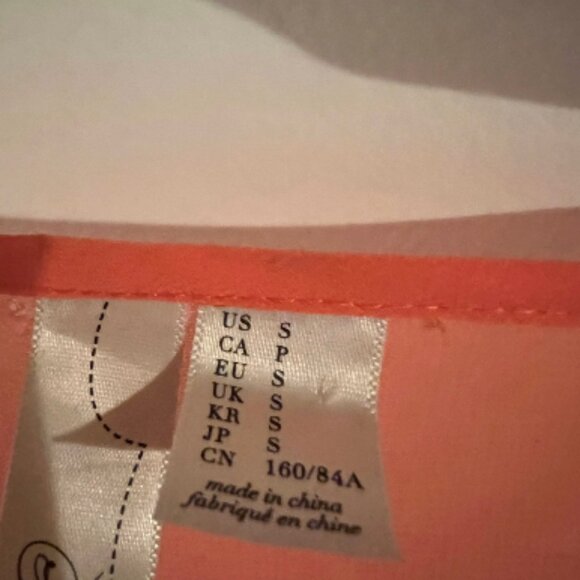 US S
CA P
EU S
UK S
KR S
JP S
CN 160/84A
made in china
fabriqué en chine